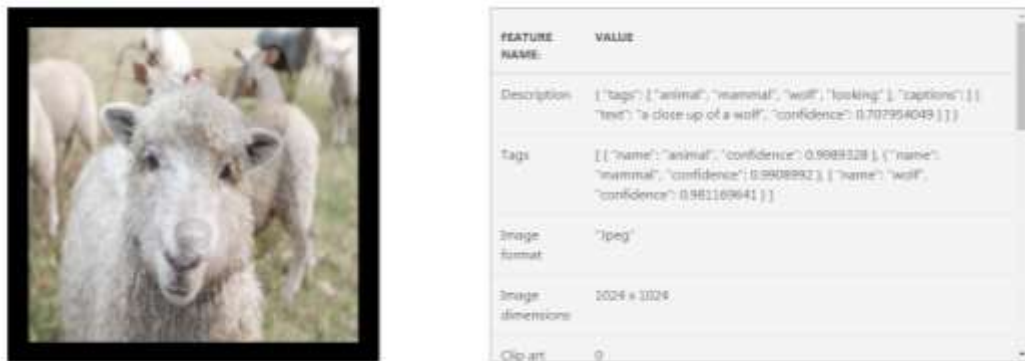 FEATURE VALUE
NAME:
Description { "tags": [ "animal", "mammal", "wolf", "looking" ], "captions": [ {
"text": "a close up of a wolf", "confidence": 0.707954049 } ] }
Tags [ { "name": "animal", "confidence": 0.9989328 }, { "name":
"mammal", "confidence": 0.9908992 }, { "name": "wolf",
"confidence": 0.981169641 } ]
Image "Jpeg"
format
Image 1024 x 1024
dimensions
Clip art 0